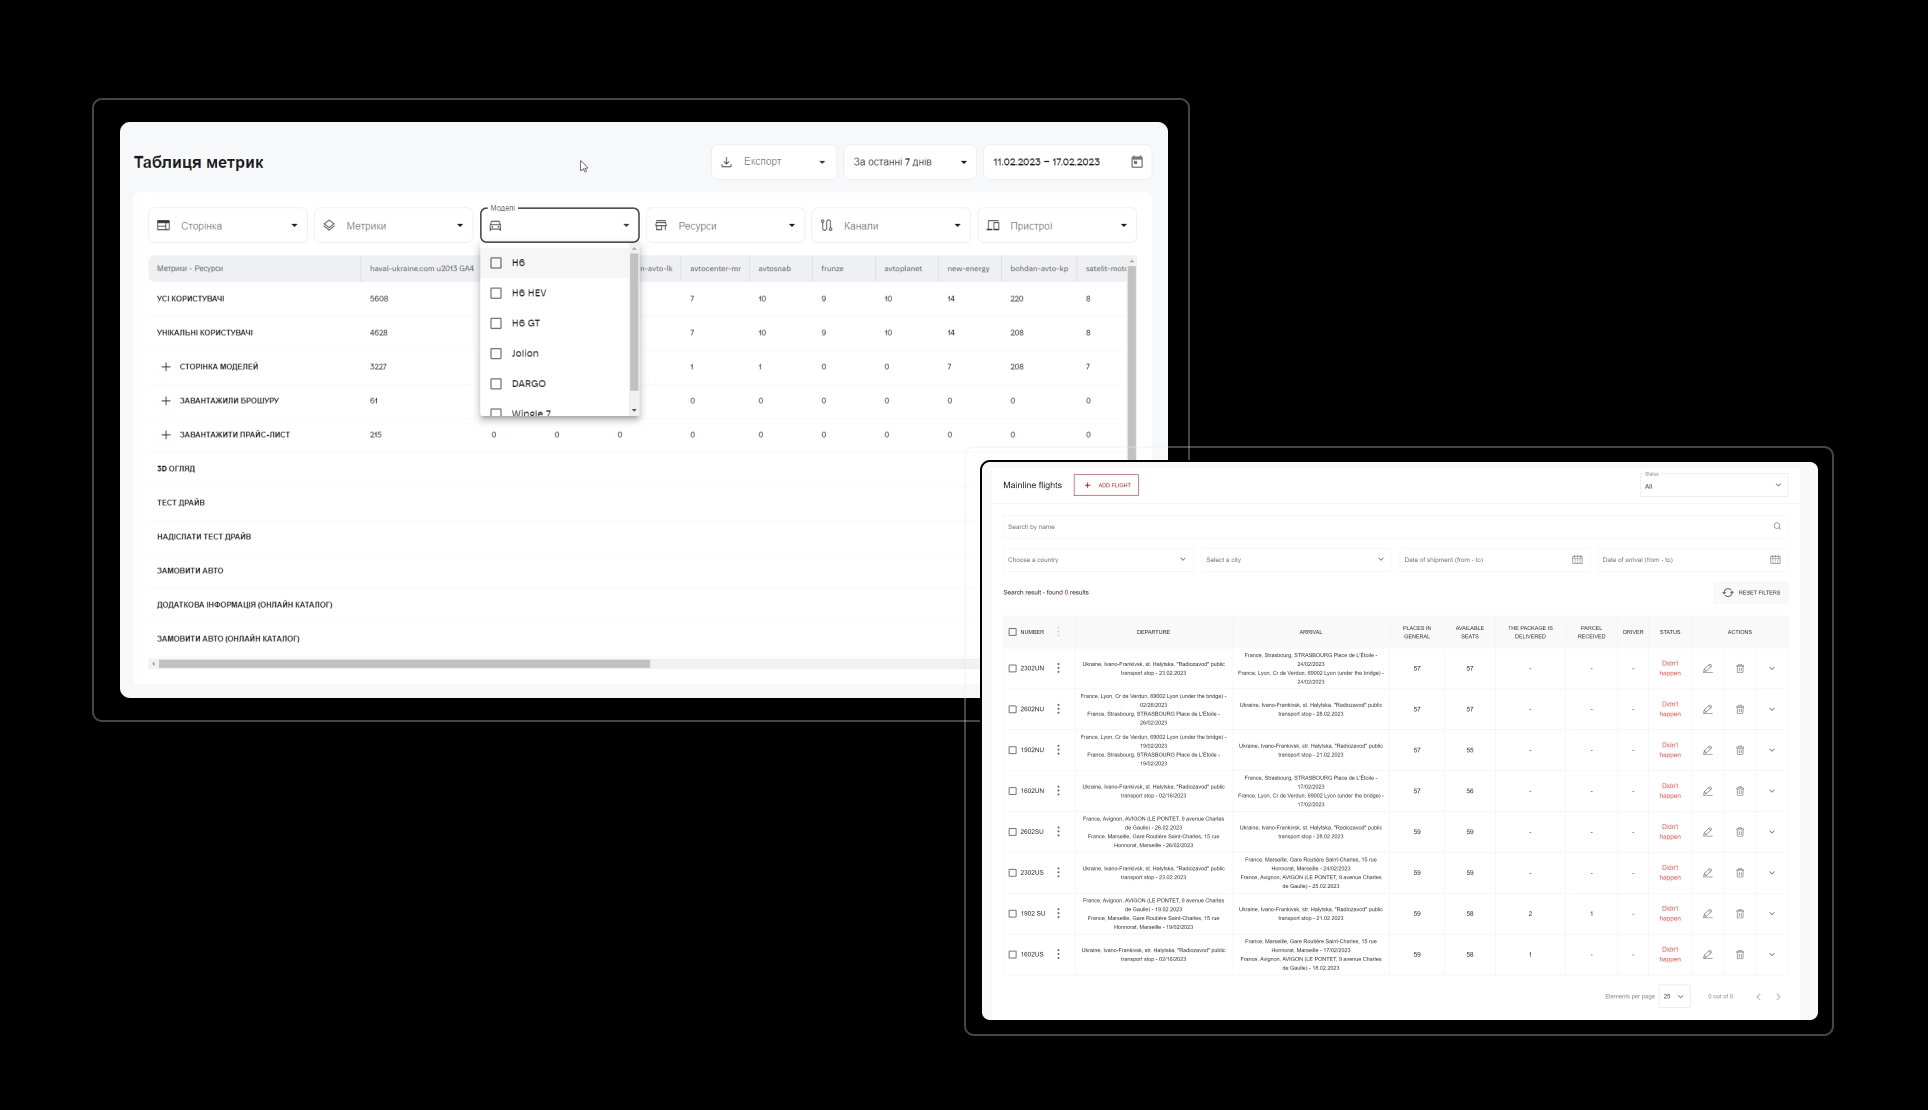 Таблиця метрик
Експорт
За останні 7 днів
11.02.2023 – 17.02.2023
Сторінка
Метрики
Моделі
Ресурси
Канали
Пристрої
Метрики – Ресурси haval-ukraine.com u2013 GA4 n-avto-lk avtocenter-mr avtosnab frunze avtoplanet new-energy bohdan-avto-kp satelit-moto
H6
H6 HEV
H6 GT
Jolion
DARGO
Wingle 7
УСІ КОРИСТУВАЧІ 5608 7 10 9 10 14 220 8
УНІКАЛЬНІ КОРИСТУВАЧІ 4628 7 10 9 10 14 208 8
СТОРІНКА МОДЕЛЕЙ 3227 1 1 0 0 7 208 7
ЗАВАНТАЖИЛИ БРОШУРУ 61 0 0 0 0 0 0 0
ЗАВАНТАЖИТИ ПРАЙС-ЛИСТ 215 0 0 0 0 0 0 0 0 0 0
3D ОГЛЯД
ТЕСТ ДРАЙВ
НАДІСЛАТИ ТЕСТ ДРАЙВ
ЗАМОВИТИ АВТО
ДОДАТКОВА ІНФОРМАЦІЯ (ОНЛАЙН КАТАЛОГ)
ЗАМОВИТИ АВТО (ОНЛАЙН КАТАЛОГ)
Mainline flights
+ ADD FLIGHT
Status
All
Search by name
Choose a country
Select a city
Date of shipment (from - to)
Date of arrival (from - to)
Search result - found 0 results
RESET FILTERS
NUMBER
DEPARTURE
ARRIVAL
PLACES IN
GENERAL
AVAILABLE
SEATS
THE PACKAGE IS
DELIVERED
PARCEL
RECEIVED
DRIVER
STATUS
ACTIONS
2302UN
Ukraine, Ivano-Frankivsk, st. Halytska, "Radiozavod" public
transport stop - 23.02.2023
France, Strasbourg, STRASBOURG Place de L'Étoile -
24/02/2023
France, Lyon, Cr de Verdun, 69002 Lyon (under the bridge) -
24/02/2023
57 57 - - -
Didn't
happen
2602NU
France, Lyon, Cr de Verdun, 69002 Lyon (under the bridge) -
02/26/2023
France, Strasbourg, STRASBOURG Place de L'Étoile -
26/02/2023
Ukraine, Ivano-Frankivsk, st. Halytska, "Radiozavod" public
transport stop - 28.02.2023
57 57 - - -
Didn't
happen
1902NU
France, Lyon, Cr de Verdun, 69002 Lyon (under the bridge) -
19/02/2023
France, Strasbourg, STRASBOURG Place de L'Étoile -
19/02/2023
Ukraine, Ivano-Frankivsk, str. Halytska, "Radiozavod" public
transport stop - 21.02.2023
57 55 - - -
Didn't
happen
1602UN
Ukraine, Ivano-Frankivsk, st. Halytska, "Radiozavod" public
transport stop - 02/16/2023
France, Strasbourg, STRASBOURG Place de L'Étoile -
17/02/2023
France, Lyon, Cr de Verdun, 69002 Lyon (under the bridge) -
17/02/2023
57 56 - - -
Didn't
happen
2602SU
France, Avignon, AVIGON (LE PONTET, 9 avenue Charles
de Gaulle) - 26.02.2023
France, Marseille, Gare Routière Saint-Charles, 15 rue
Honnorat, Marseille - 26/02/2023
Ukraine, Ivano-Frankivsk, st. Halytska, "Radiozavod" public
transport stop - 28.02.2023
59 59 - - -
Didn't
happen
2302US
Ukraine, Ivano-Frankivsk, st. Halytska, "Radiozavod" public
transport stop - 23.02.2023
France, Marseille, Gare Routière Saint-Charles, 15 rue
Honnorat, Marseille - 24/02/2023
France, Avignon, AVIGON (LE PONTET, 9 avenue Charles
de Gaulle) - 25.02.2023
59 59 - - -
Didn't
happen
1902 SU
France, Avignon, AVIGON (LE PONTET, 9 avenue Charles
de Gaulle) - 19.02.2023
France, Marseille, Gare Routière Saint-Charles, 15 rue
Honnorat, Marseille - 19/02/2023
Ukraine, Ivano-Frankivsk, str. Halytska, "Radiozavod" public
transport stop - 21.02.2023
59 58 2 1 -
Didn't
happen
1602US
Ukraine, Ivano-Frankivsk, str. Halytska, "Radiozavod" public
transport stop - 02/16/2023
France, Marseille, Gare Routière Saint-Charles, 15 rue
Honnorat, Marseille - 17/02/2023
France, Avignon, AVIGON (LE PONTET, 9 avenue Charles
de Gaulle) - 18.02.2023
59 58 1 - -
Didn't
happen
Elements per page 25 0 out of 0